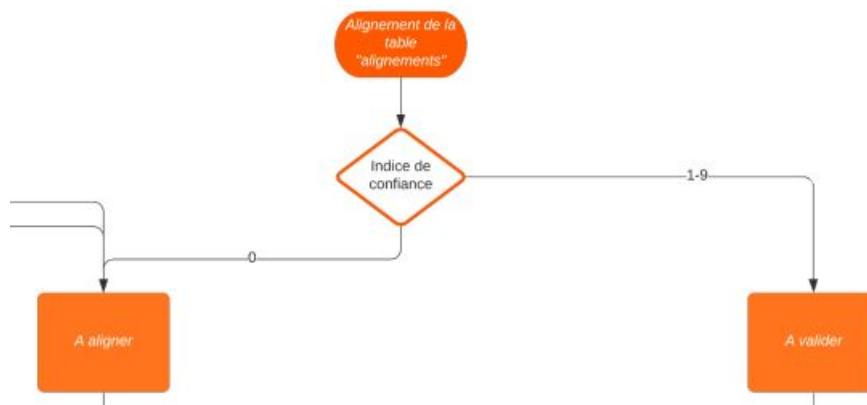 Alignement de la
table
"alignements"
Indice de
confiance
1-9
0
A aligner
A valider